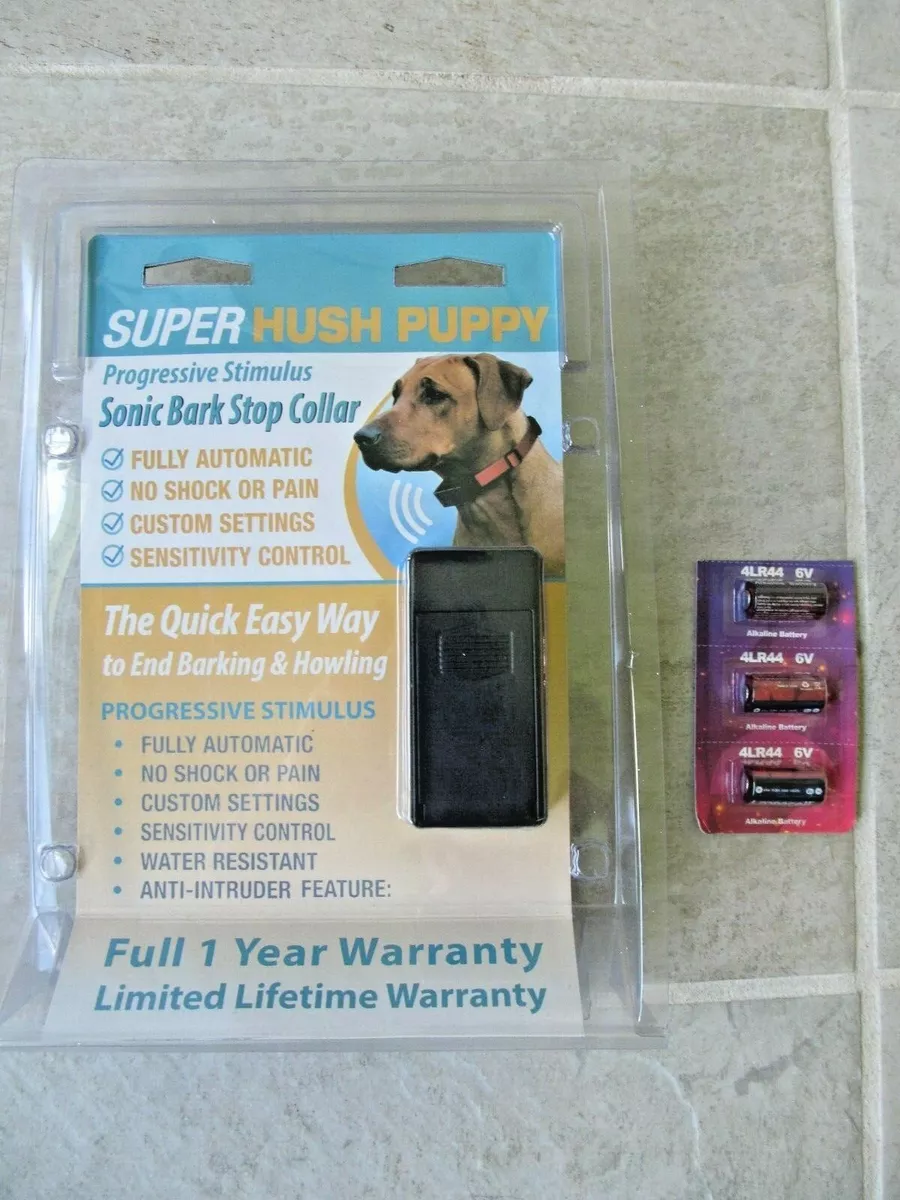 SUPER HUSH PUPPY
Progressive Stimulus
Sonic Bark Stop Collar
FULLY AUTOMATIC
NO SHOCK OR PAIN
CUSTOM SETTINGS
SENSITIVITY CONTROL
The Quick Easy Way
to End Barking & Howling
PROGRESSIVE STIMULUS
• FULLY AUTOMATIC
• NO SHOCK OR PAIN
• CUSTOM SETTINGS
• SENSITIVITY CONTROL
• WATER RESISTANT
• ANTI-INTRUDER FEATURE:
Full 1 Year Warranty
Limited Lifetime Warranty
4LR44 6V
Alkaline Battery
4LR44 6V
Alkaline Battery
4LR44 6V
Alkaline Battery